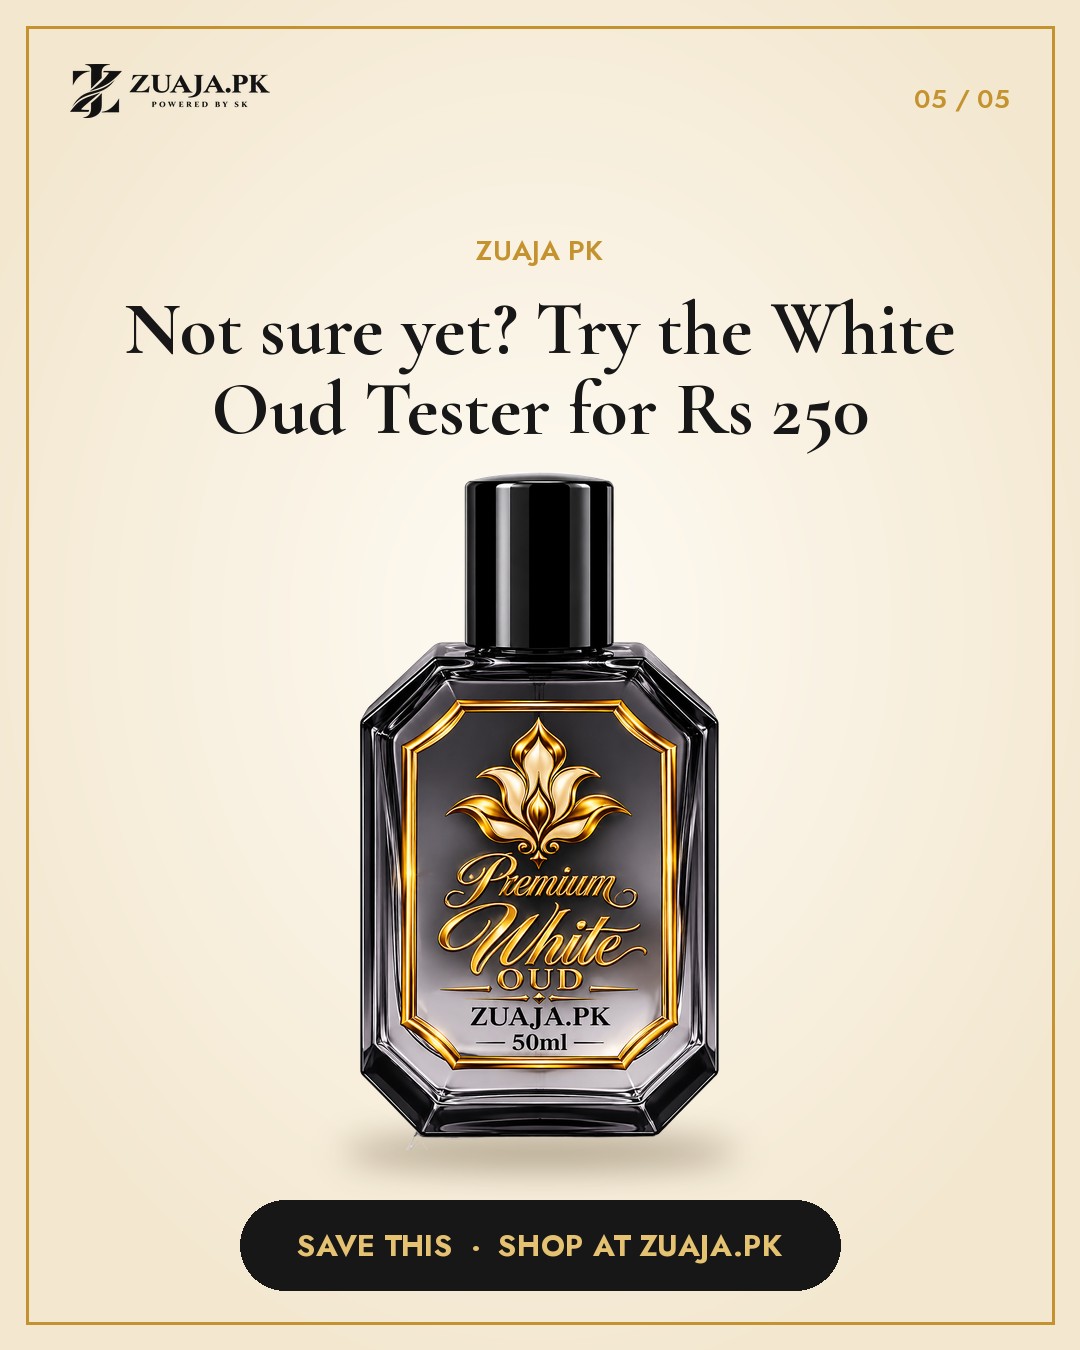 ZUAJA.PK
POWERED BY SK
05 / 05
ZUAJA PK
Not sure yet? Try the White
Oud Tester for Rs 250
Premium
White
OUD
ZUAJA.PK
50ml
SAVE THIS · SHOP AT ZUAJA.PK